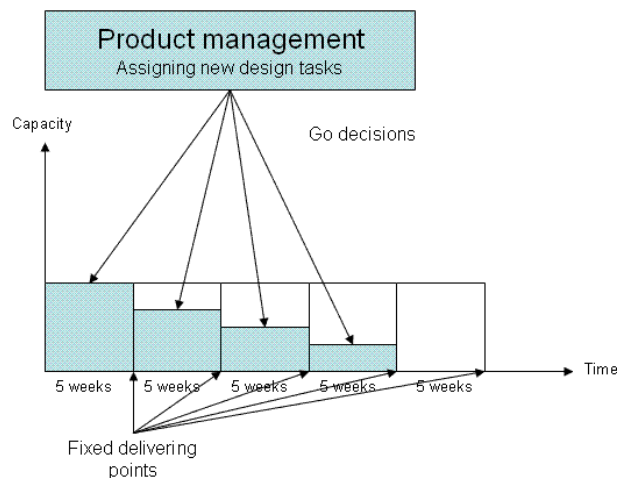 Product management
Assigning new design tasks
Capacity
Go decisions
Time
5 weeks
5 weeks
5 weeks
5 weeks
5 weeks
Fixed delivering
points